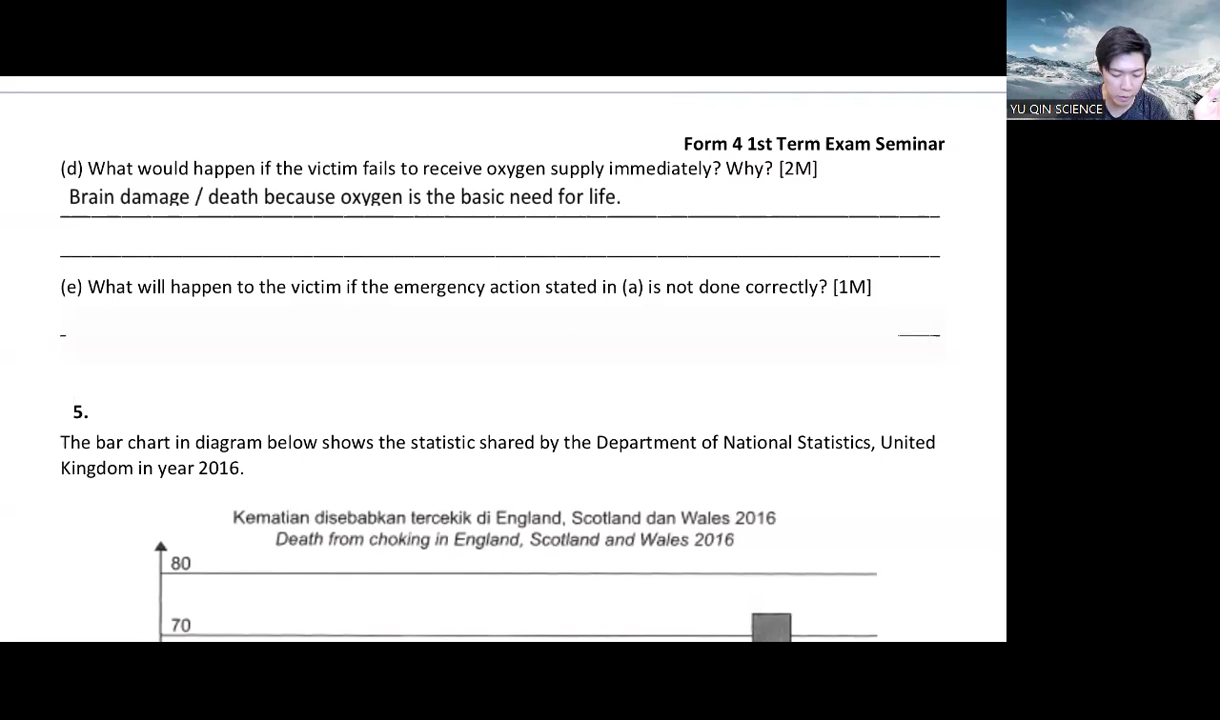 YU QIN SCIENCE
Form 4 1st Term Exam Seminar
(d) What would happen if the victim fails to receive oxygen supply immediately? Why? [2M]
Brain damage / death because oxygen is the basic need for life.
(e) What will happen to the victim if the emergency action stated in (a) is not done correctly? [1M]
5.
The bar chart in diagram below shows the statistic shared by the Department of National Statistics, United
Kingdom in year 2016.
Kematian disebabkan tercekik di England, Scotland dan Wales 2016
Death from choking in England, Scotland and Wales 2016
80
70